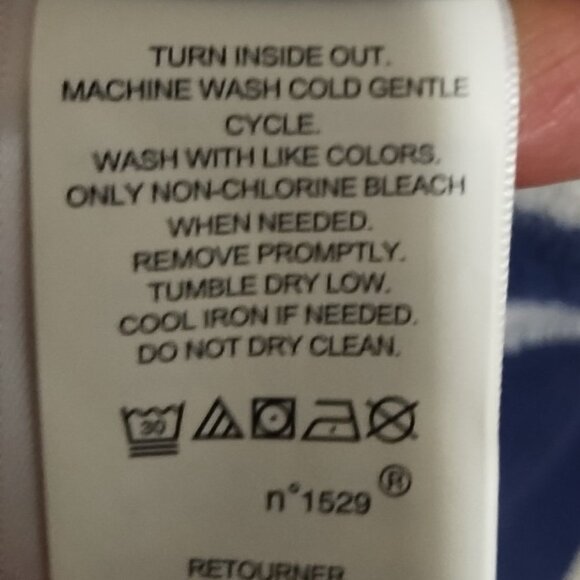 TURN INSIDE OUT.
MACHINE WASH COLD GENTLE
CYCLE.
WASH WITH LIKE COLORS.
ONLY NON-CHLORINE BLEACH
WHEN NEEDED.
REMOVE PROMPTLY.
TUMBLE DRY LOW.
COOL IRON IF NEEDED.
DO NOT DRY CLEAN.
30
n°1529®
RETOURNER